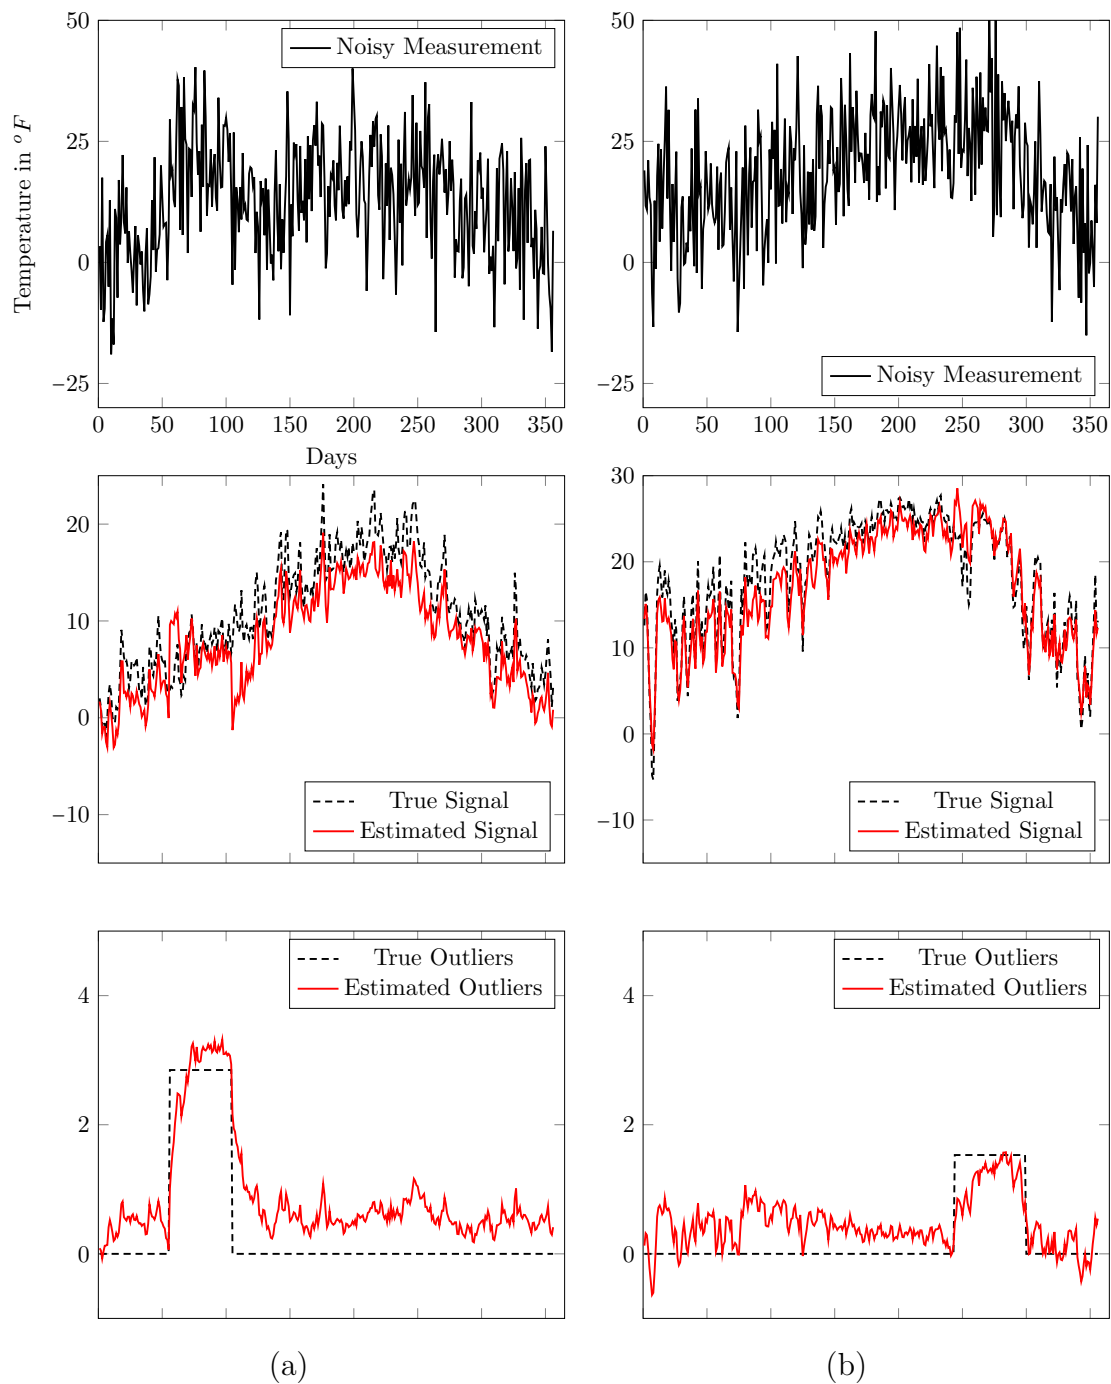 50
25
0
−25
Temperature in °F
Noisy Measurement
0 50 100 150 200 250 300 350
Days
50
25
0
−25
Noisy Measurement
0 50 100 150 200 250 300 350
20
10
0
−10
True Signal
Estimated Signal
30
20
10
0
−10
True Signal
Estimated Signal
4
2
0
True Outliers
Estimated Outliers
4
2
0
True Outliers
Estimated Outliers
(a)
(b)